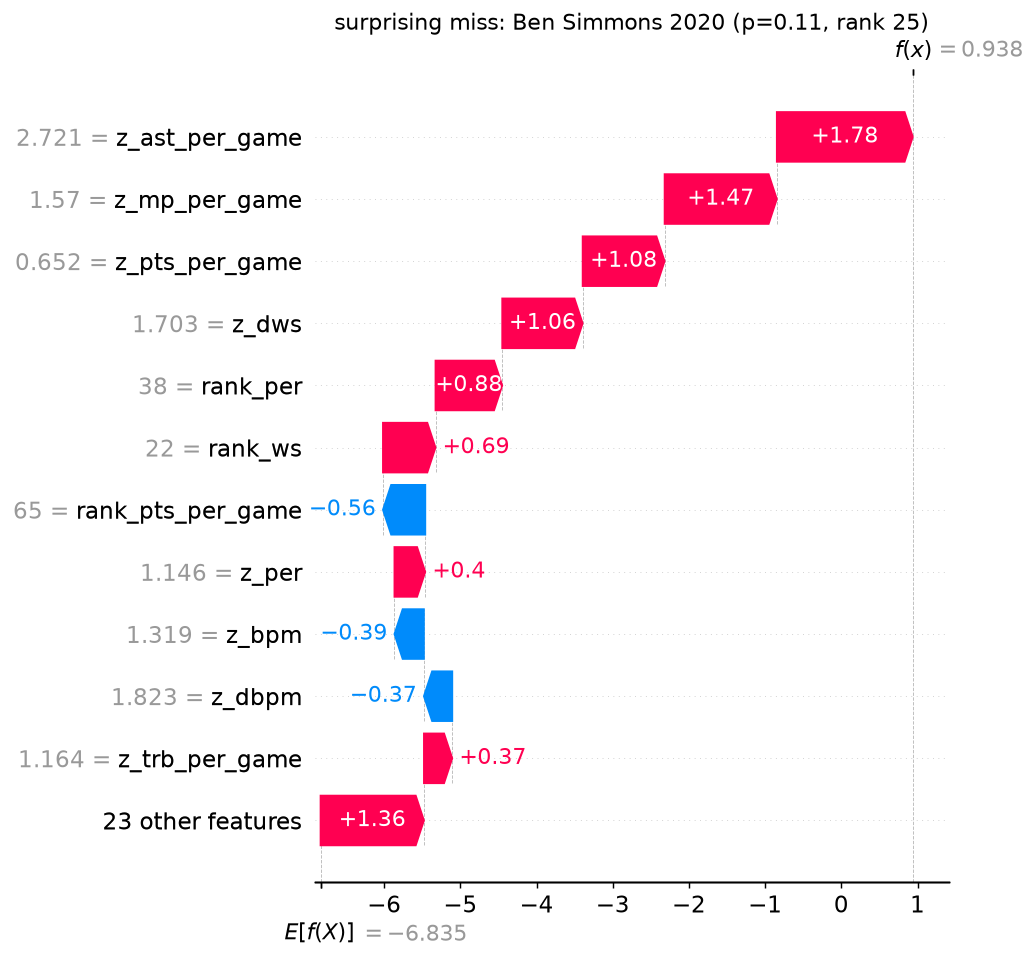 surprising miss: Ben Simmons 2020 (p=0.11, rank 25)
f(x) = 0.938
2.721 = z_ast_per_game +1.78
1.57 = z_mp_per_game +1.47
0.652 = z_pts_per_game +1.08
1.703 = z_dws +1.06
38 = rank_per +0.88
22 = rank_ws +0.69
65 = rank_pts_per_game −0.56
1.146 = z_per +0.4
1.319 = z_bpm −0.39
1.823 = z_dbpm −0.37
1.164 = z_trb_per_game +0.37
23 other features +1.36
−6 −5 −4 −3 −2 −1 0 1
E[f(X)] = −6.835